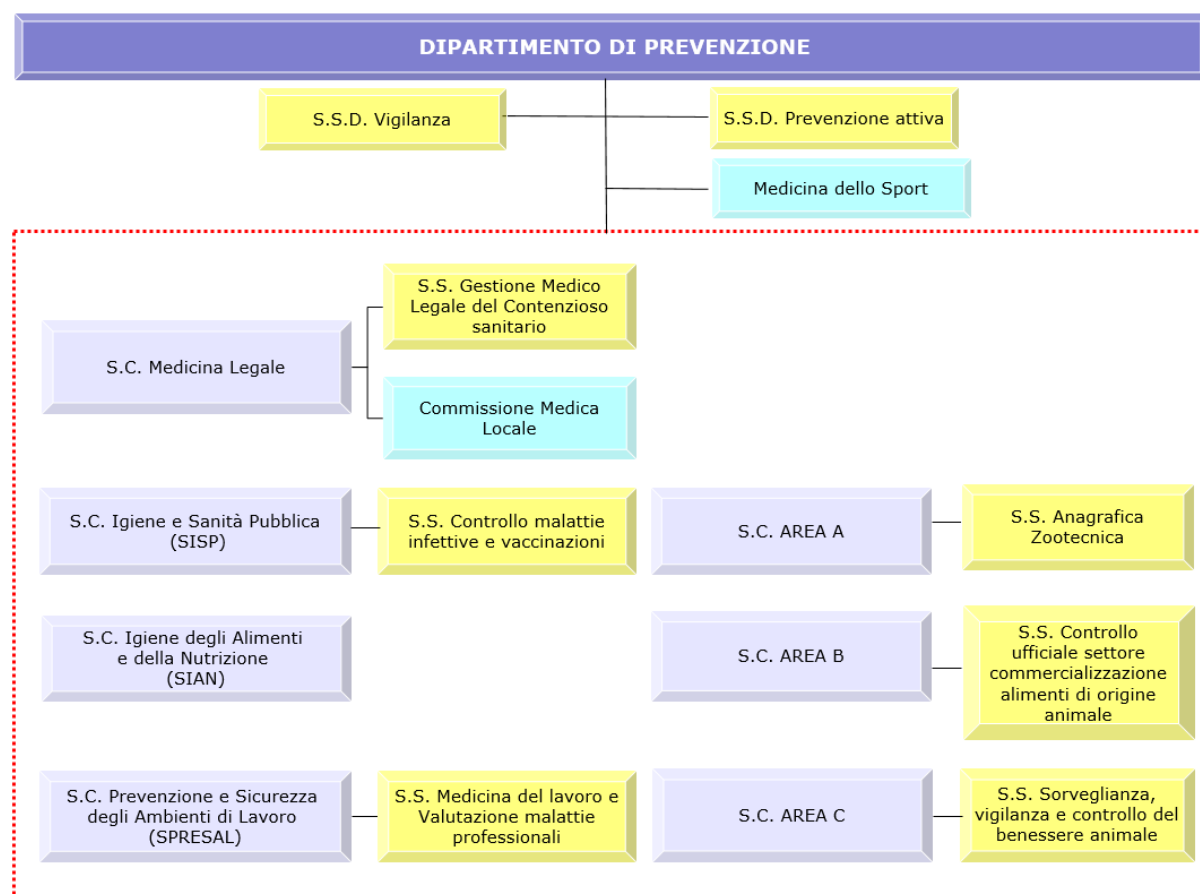 DIPARTIMENTO DI PREVENZIONE
S.S.D. Vigilanza
S.S.D. Prevenzione attiva
Medicina dello Sport
S.C. Medicina Legale
S.S. Gestione Medico
Legale del Contenzioso
sanitario
Commissione Medica
Locale
S.C. Igiene e Sanità Pubblica
(SISP)
S.S. Controllo malattie
infettive e vaccinazioni
S.C. AREA A
S.S. Anagrafica
Zootecnica
S.C. Igiene degli Alimenti
e della Nutrizione
(SIAN)
S.C. AREA B
S.S. Controllo
ufficiale settore
commercializzazione
alimenti di origine
animale
S.C. Prevenzione e Sicurezza
degli Ambienti di Lavoro
(SPRESAL)
S.S. Medicina del lavoro e
Valutazione malattie
professionali
S.C. AREA C
S.S. Sorveglianza,
vigilanza e controllo del
benessere animale